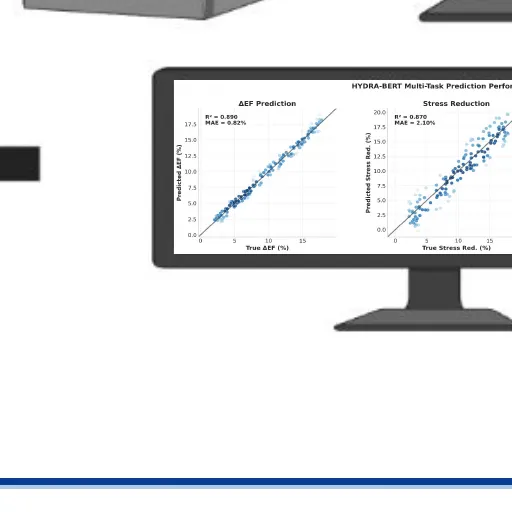 HYDRA-BERT Multi-Task Prediction Perfor
ΔEF Prediction
R² = 0.890
MAE = 0.82%
Predicted ΔEF (%)
17.5
15.0
12.5
10.0
7.5
5.0
2.5
0.0
0 5 10 15
True ΔEF (%)
Stress Reduction
R² = 0.870
MAE = 2.10%
Predicted Stress Red. (%)
20.0
17.5
15.0
12.5
10.0
7.5
5.0
2.5
0.0
0 5 10 15
True Stress Red. (%)